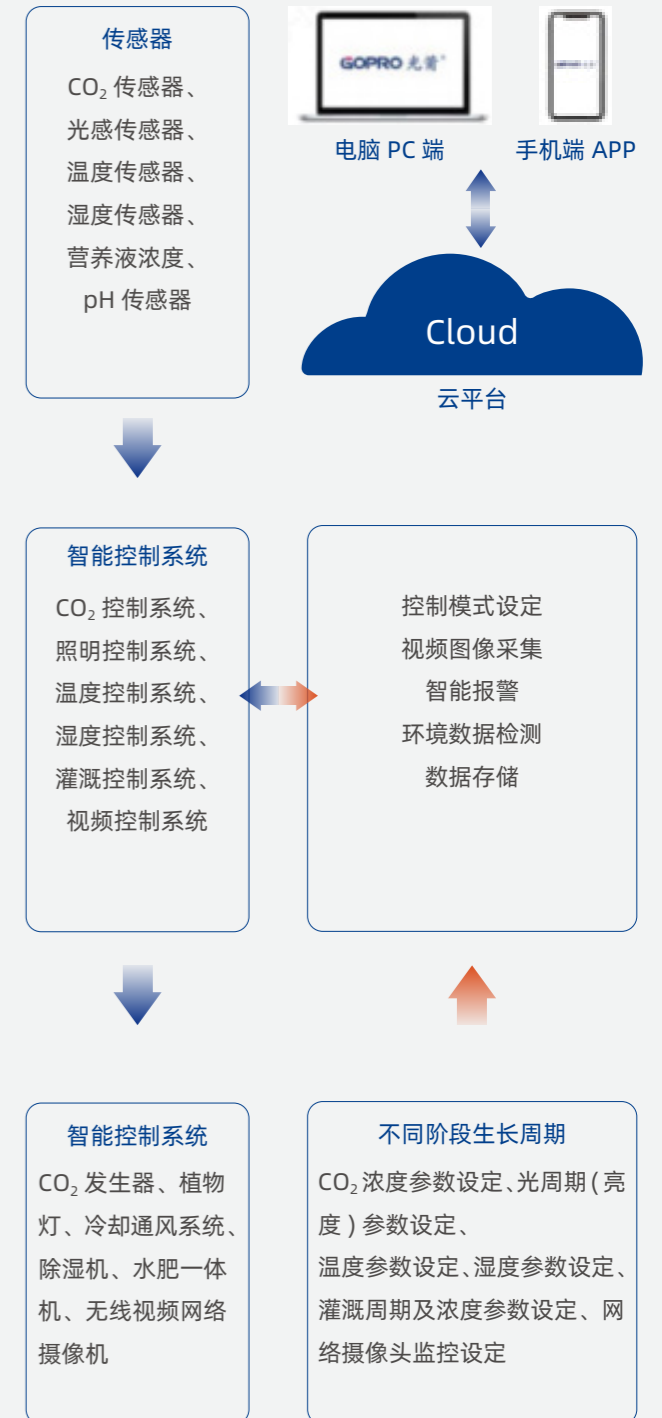 传感器
CO₂ 传感器、
光感传感器、
温度传感器、
湿度传感器、
营养液浓度、
pH 传感器
GOPRO 光莆
电脑 PC 端
手机端 APP
Cloud
云平台
智能控制系统
CO₂ 控制系统、
照明控制系统、
温度控制系统、
湿度控制系统、
灌溉控制系统、
视频控制系统
控制模式设定
视频图像采集
智能报警
环境数据检测
数据存储
智能控制系统
CO₂ 发生器、植物
灯、冷却通风系统、
除湿机、水肥一体
机、无线视频网络
摄像机
不同阶段生长周期
CO₂ 浓度参数设定、光周期 ( 亮
度 ) 参数设定、
温度参数设定、湿度参数设定、
灌溉周期及浓度参数设定、网
络摄像头监控设定